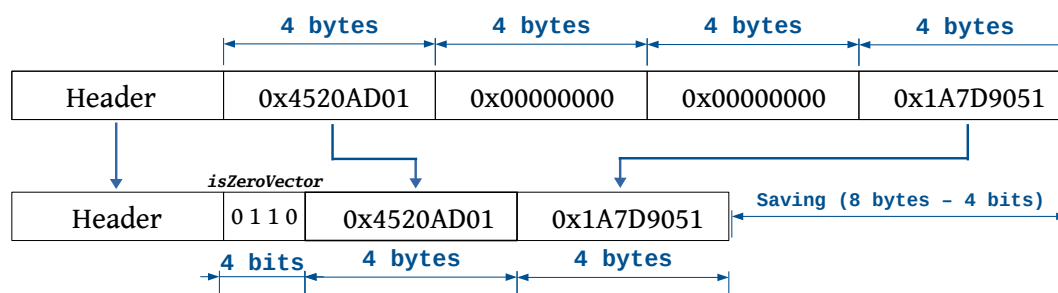 4 bytes 4 bytes 4 bytes 4 bytes
Header 0x4520AD01 0x00000000 0x00000000 0x1A7D9051
isZeroVector
Header 0 1 1 0 0x4520AD01 0x1A7D9051 Saving (8 bytes – 4 bits)
4 bits 4 bytes 4 bytes